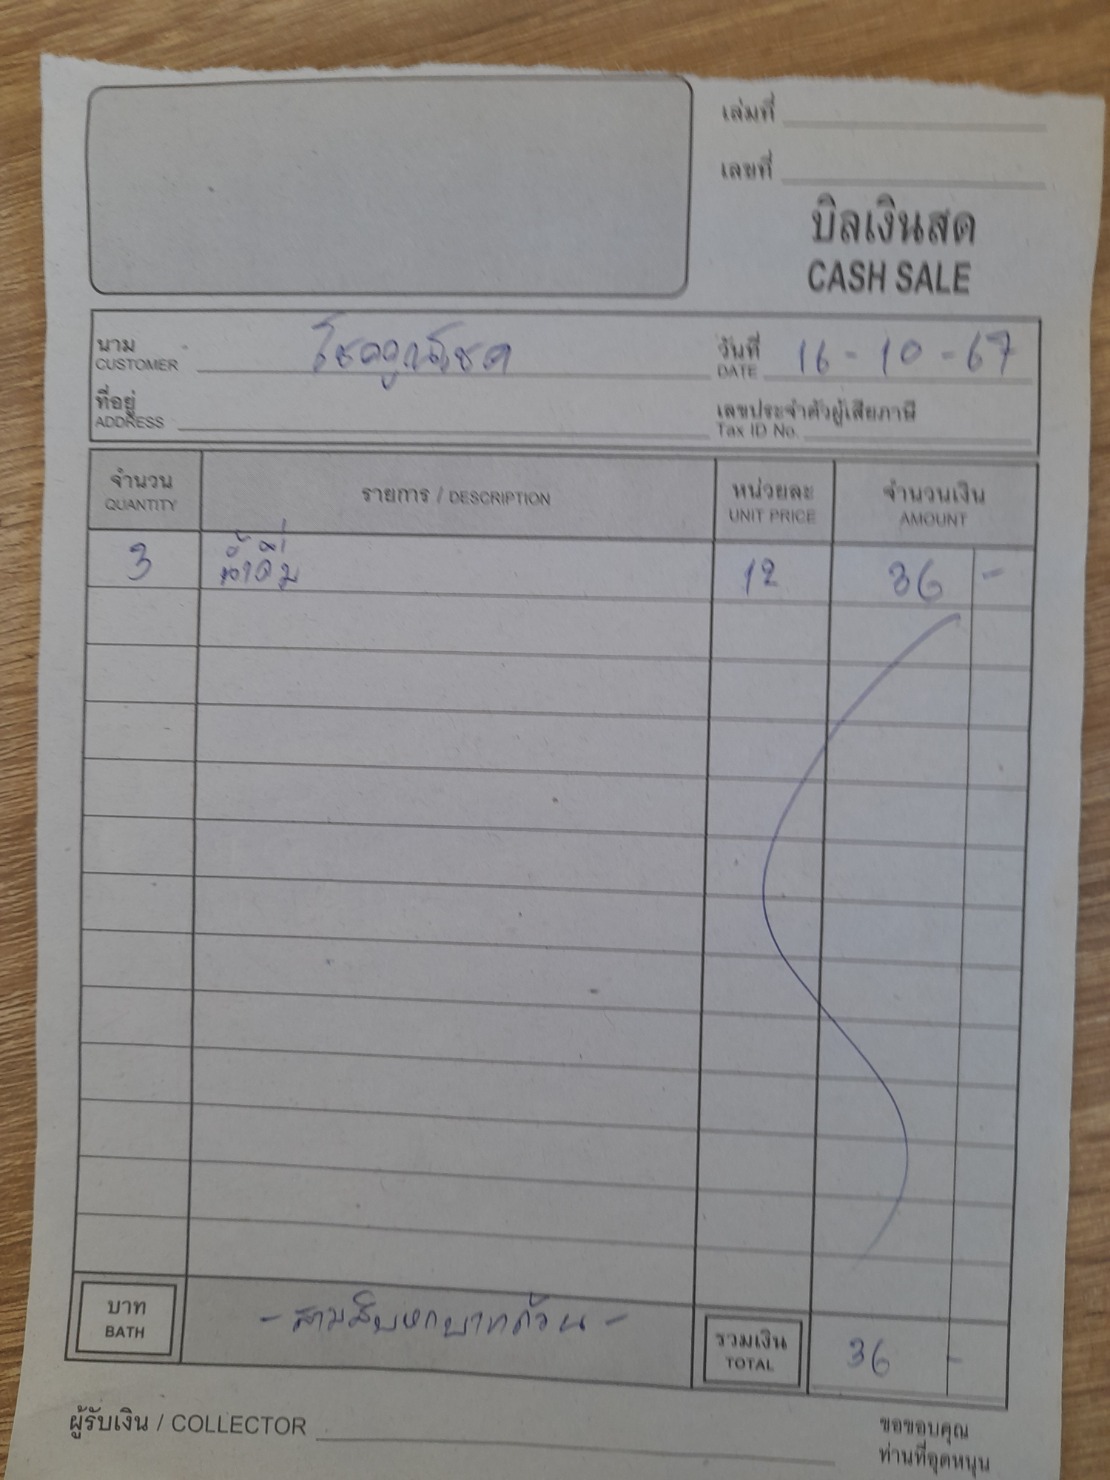 เล่มที่
เลขที่
บิลเงินสด
CASH SALE
นาม
CUSTOMER
วันที่ 16 - 10 - 67
DATE
ที่อยู่
ADDRESS
เลขประจำตัวผู้เสียภาษี
Tax ID No.
จำนวน รายการ / DESCRIPTION หน่วยละ จำนวนเงิน
QUANTITY UNIT PRICE AMOUNT
3 น้ำดื่ม 12 36 -
บาท - สามสิบหกบาทถ้วน - รวมเงิน 36 -
BATH TOTAL
ผู้รับเงิน / COLLECTOR
ขอขอบคุณ
ท่านที่อุดหนุน